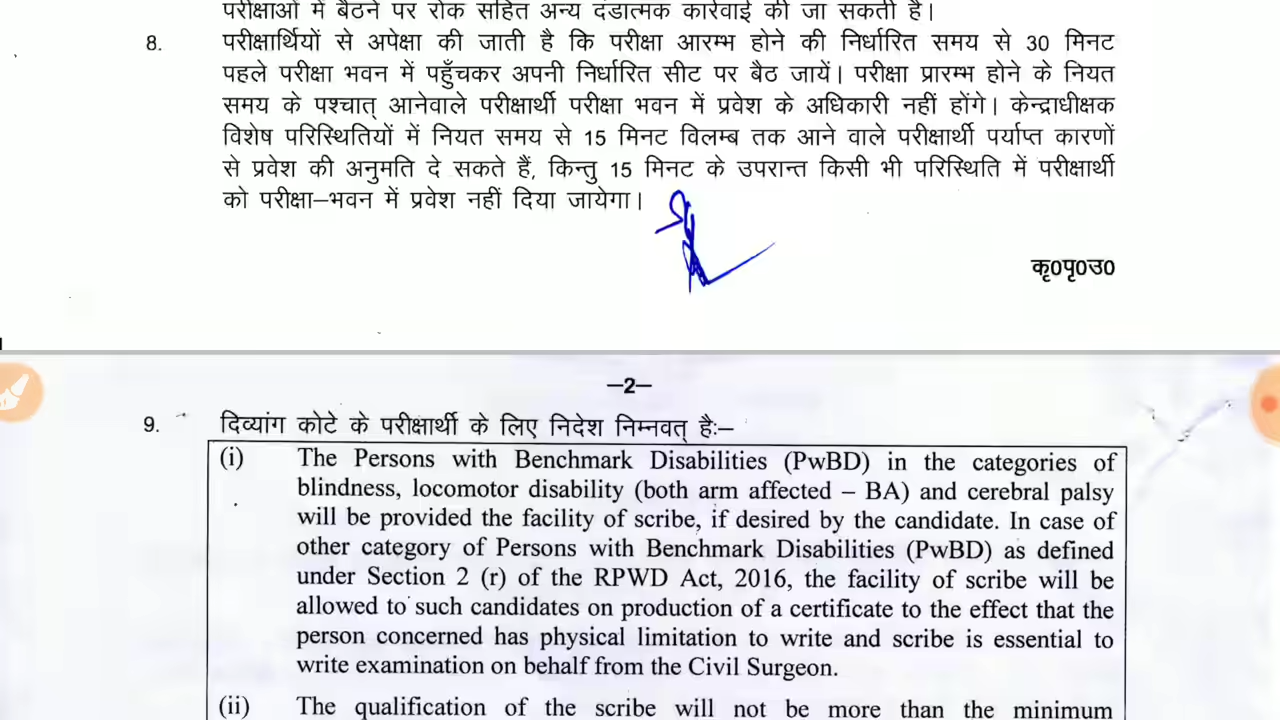 परीक्षाओं में बैठने पर रोक सहित अन्य दंडात्मक कार्रवाई की जा सकती है।
8. परीक्षार्थियों से अपेक्षा की जाती है कि परीक्षा आरम्भ होने की निर्धारित समय से 30 मिनट
पहले परीक्षा भवन में पहुँचकर अपनी निर्धारित सीट पर बैठ जायें। परीक्षा प्रारम्भ होने के नियत
समय के पश्चात् आनेवाले परीक्षार्थी परीक्षा भवन में प्रवेश के अधिकारी नहीं होंगे। केन्द्राधीक्षक
विशेष परिस्थितियों में नियत समय से 15 मिनट विलम्ब तक आने वाले परीक्षार्थी पर्याप्त कारणों
से प्रवेश की अनुमति दे सकते हैं, किन्तु 15 मिनट के उपरान्त किसी भी परिस्थिति में परीक्षार्थी
को परीक्षा–भवन में प्रवेश नहीं दिया जायेगा।
कृ0पृ0उ0
–2–
9. दिव्यांग कोटे के परीक्षार्थी के लिए निदेश निम्नवत् हैः–
(i) The Persons with Benchmark Disabilities (PwBD) in the categories of
blindness, locomotor disability (both arm affected – BA) and cerebral palsy
will be provided the facility of scribe, if desired by the candidate. In case of
other category of Persons with Benchmark Disabilities (PwBD) as defined
under Section 2 (r) of the RPWD Act, 2016, the facility of scribe will be
allowed to such candidates on production of a certificate to the effect that the
person concerned has physical limitation to write and scribe is essential to
write examination on behalf from the Civil Surgeon.
(ii) The qualification of the scribe will not be more than the minimum